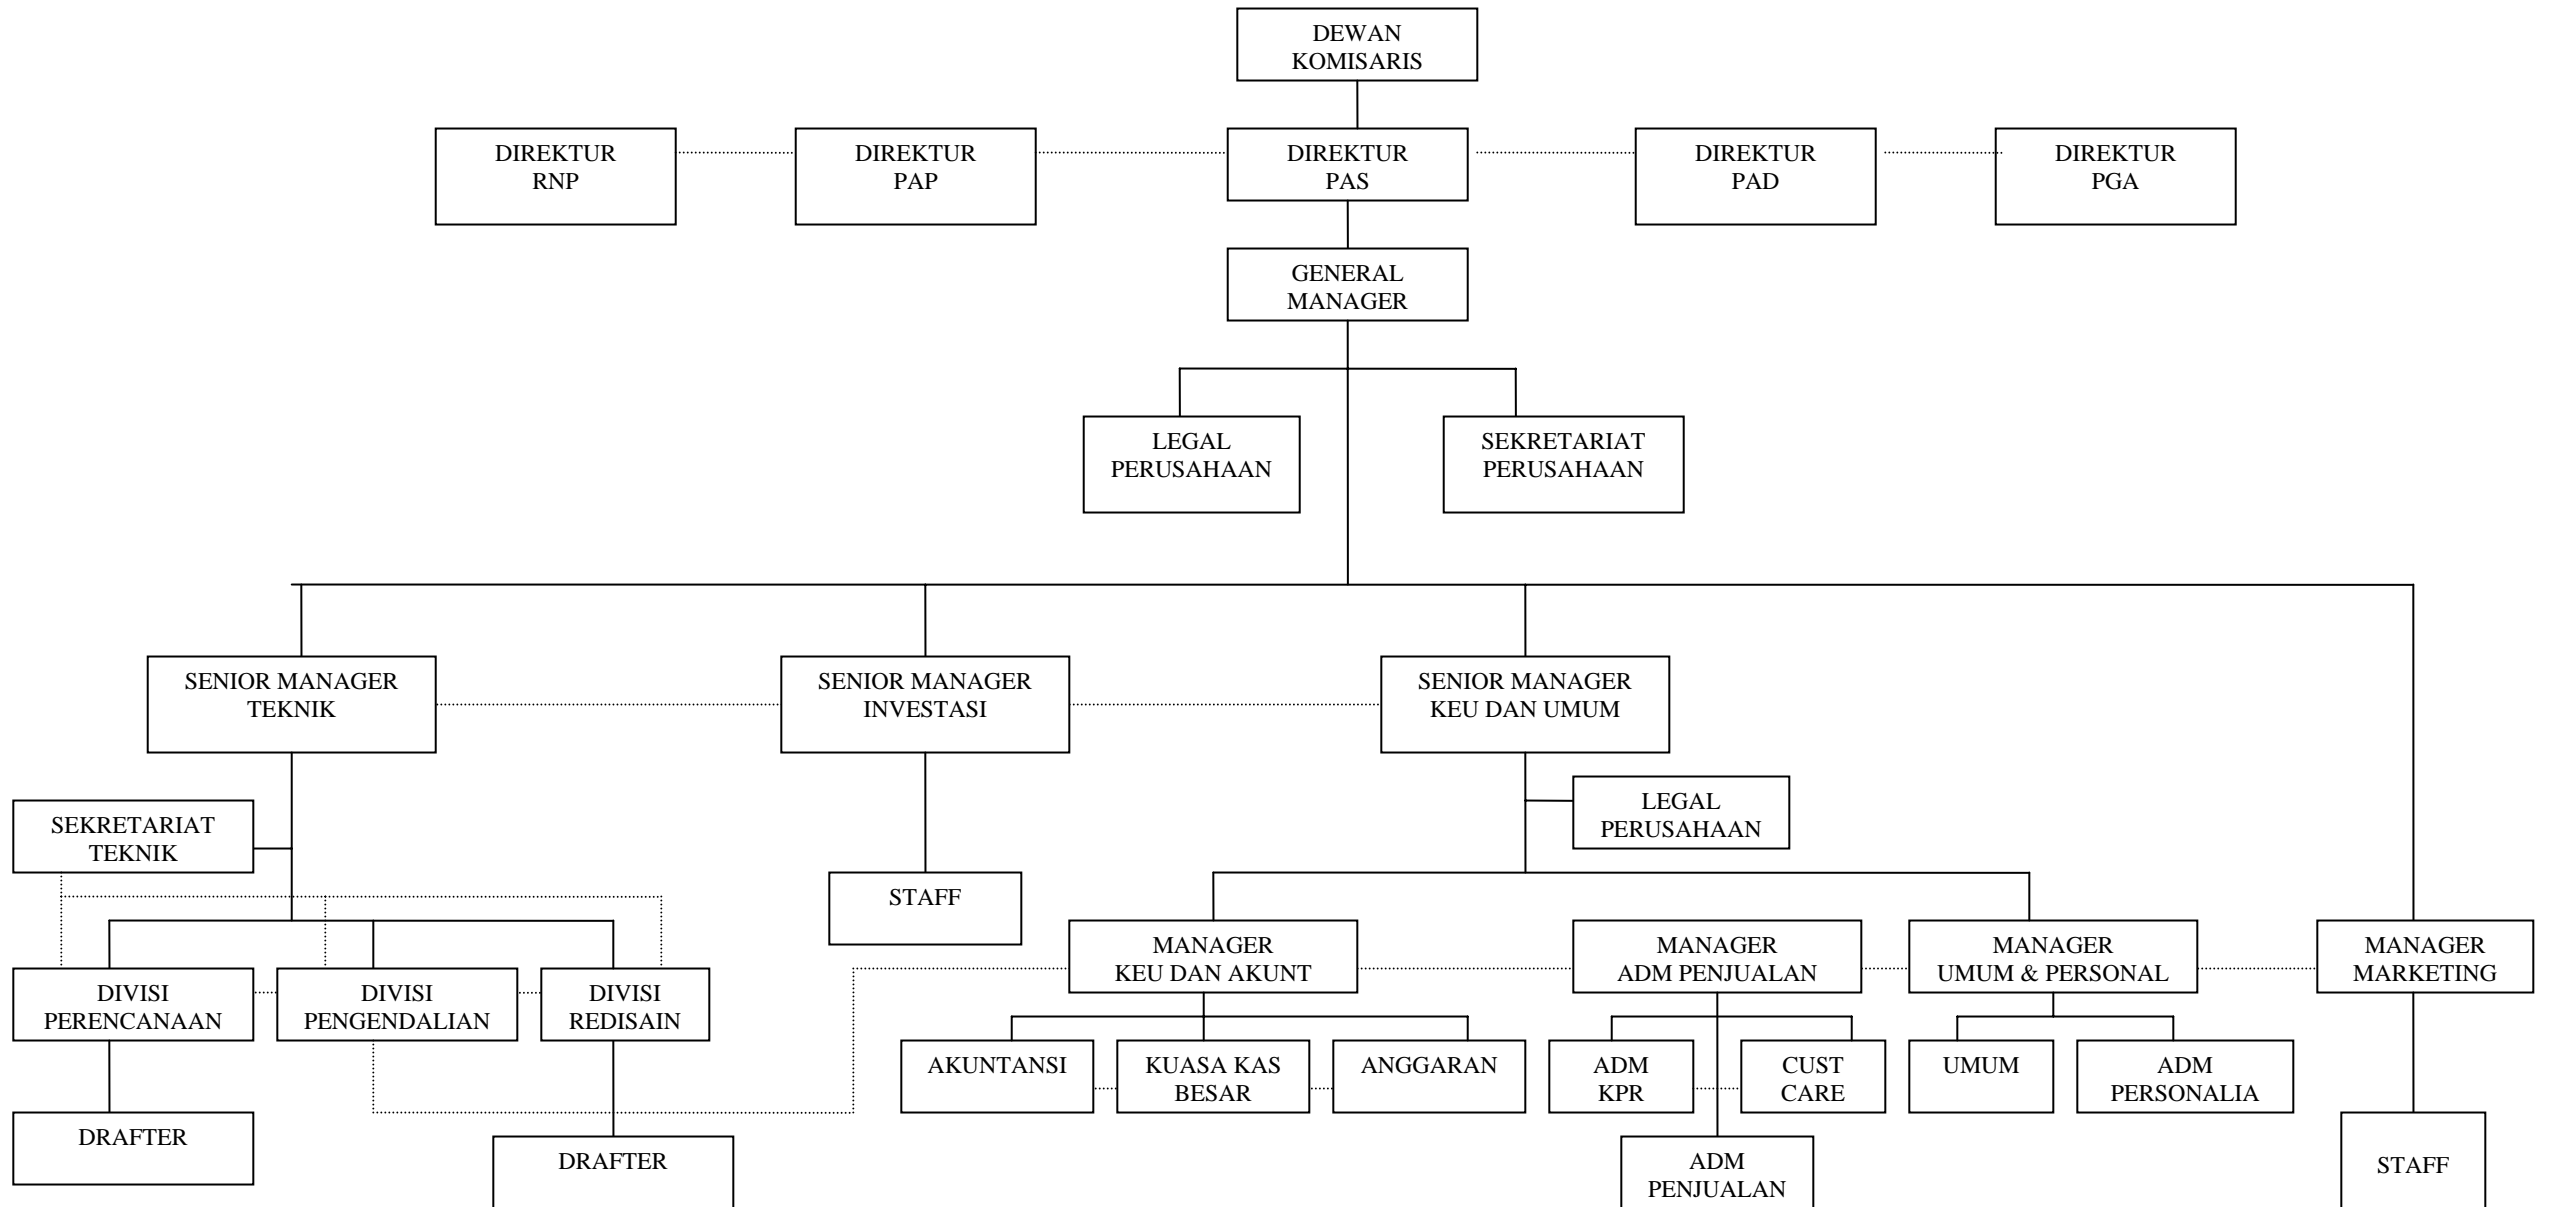 DEWAN
KOMISARIS
DIREKTUR
RNP
DIREKTUR
PAP
DIREKTUR
PAS
DIREKTUR
PAD
DIREKTUR
PGA
GENERAL
MANAGER
LEGAL
PERUSAHAAN
SEKRETARIAT
PERUSAHAAN
SENIOR MANAGER
TEKNIK
SENIOR MANAGER
INVESTASI
SENIOR MANAGER
KEU DAN UMUM
LEGAL
PERUSAHAAN
SEKRETARIAT
TEKNIK
STAFF
MANAGER
KEU DAN AKUNT
MANAGER
ADM PENJUALAN
MANAGER
UMUM & PERSONAL
MANAGER
MARKETING
DIVISI
PERENCANAAN
DIVISI
PENGENDALIAN
DIVISI
REDISAIN
AKUNTANSI
KUASA KAS
BESAR
ANGGARAN
ADM
KPR
CUST
CARE
UMUM
ADM
PERSONALIA
DRAFTER
DRAFTER
ADM
PENJUALAN
STAFF